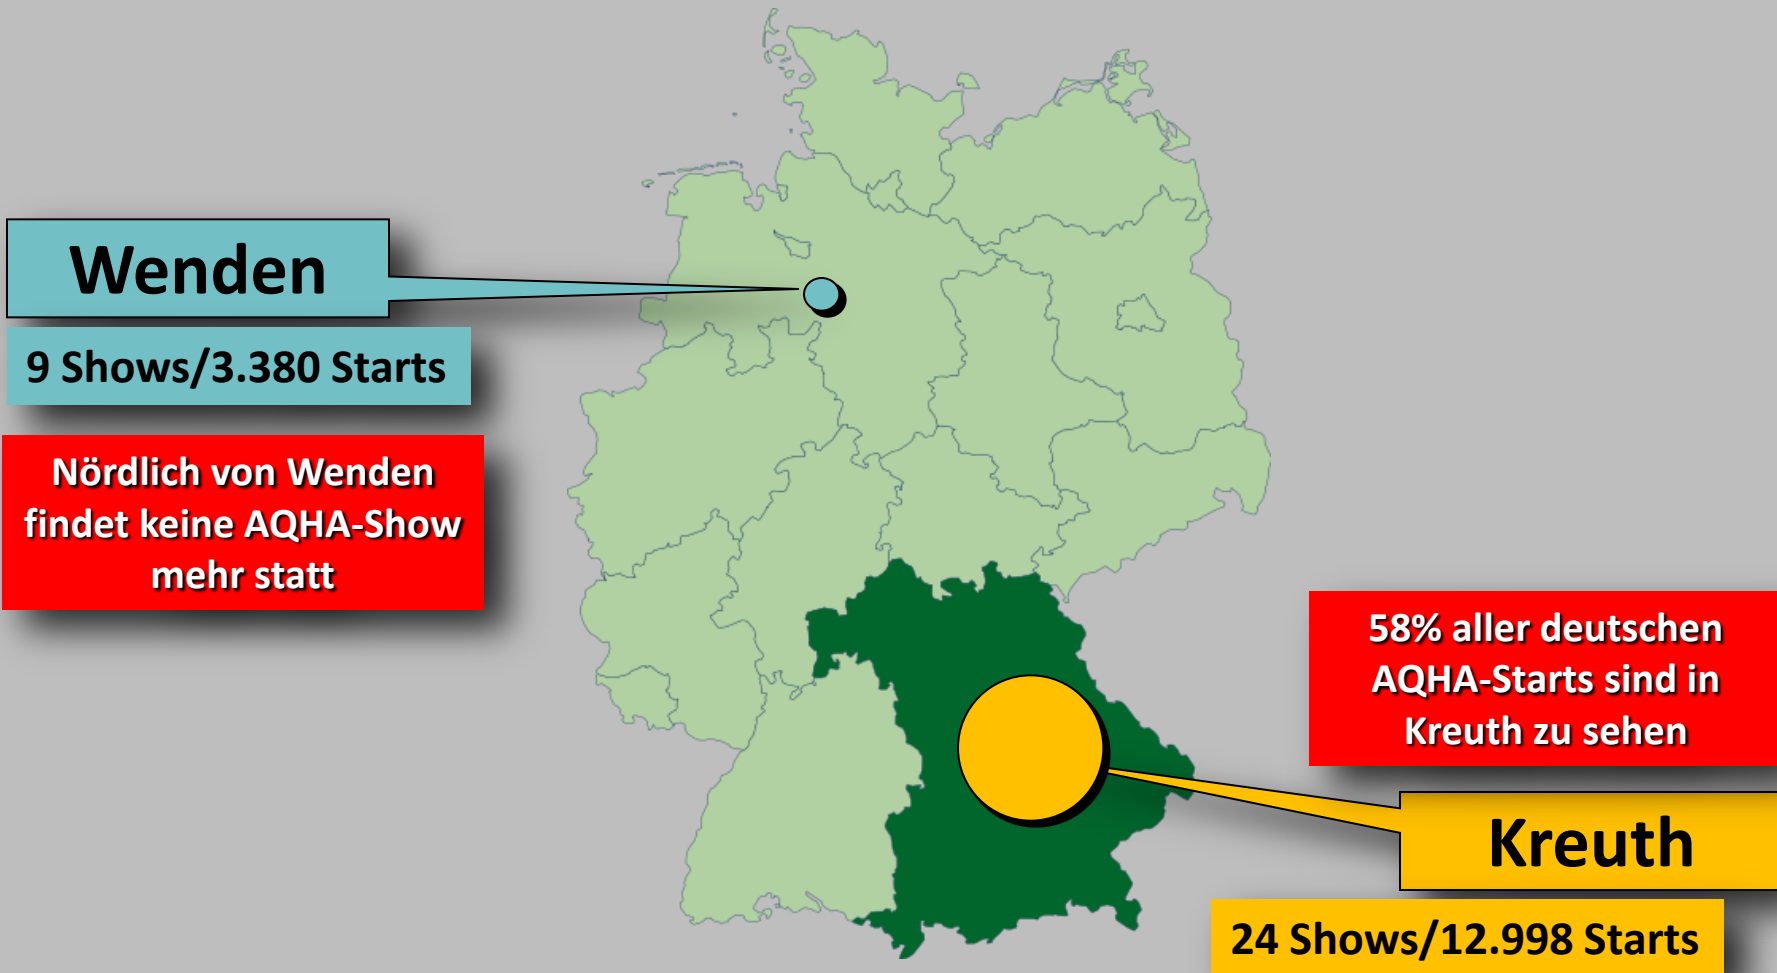 Wenden
9 Shows/3.380 Starts
Nördlich von Wenden
findet keine AQHA-Show
mehr statt
58% aller deutschen
AQHA-Starts sind in
Kreuth zu sehen
Kreuth
24 Shows/12.998 Starts